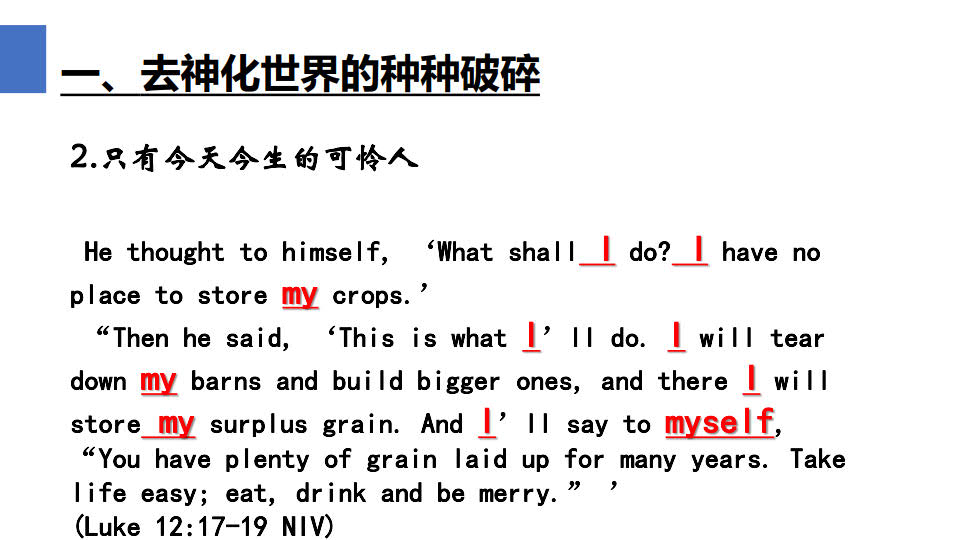 一、去神化世界的种种破碎
2.只有今天今生的可怜人
He thought to himself, ‘What shall I do? I have no
place to store my crops.’
“Then he said, ‘This is what I’ll do. I will tear
down my barns and build bigger ones, and there I will
store my surplus grain. And I’ll say to myself,
“You have plenty of grain laid up for many years. Take
life easy; eat, drink and be merry.” ’
(Luke 12:17-19 NIV)